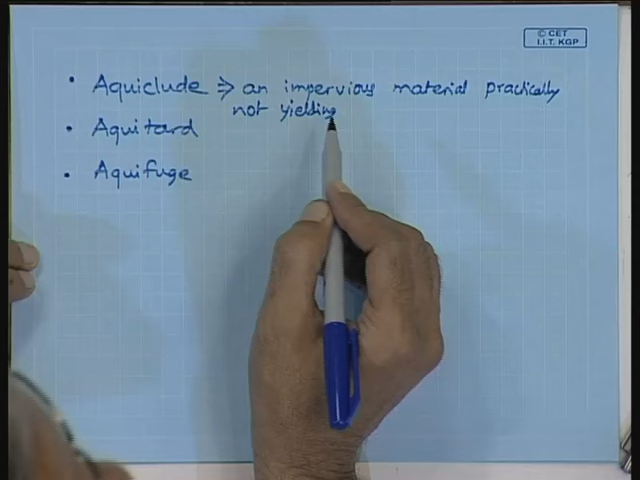 © CET
I.I.T. KGP
• Aquiclude ⇒ an impervious material practically
not yielding
• Aquitard
• Aquifuge